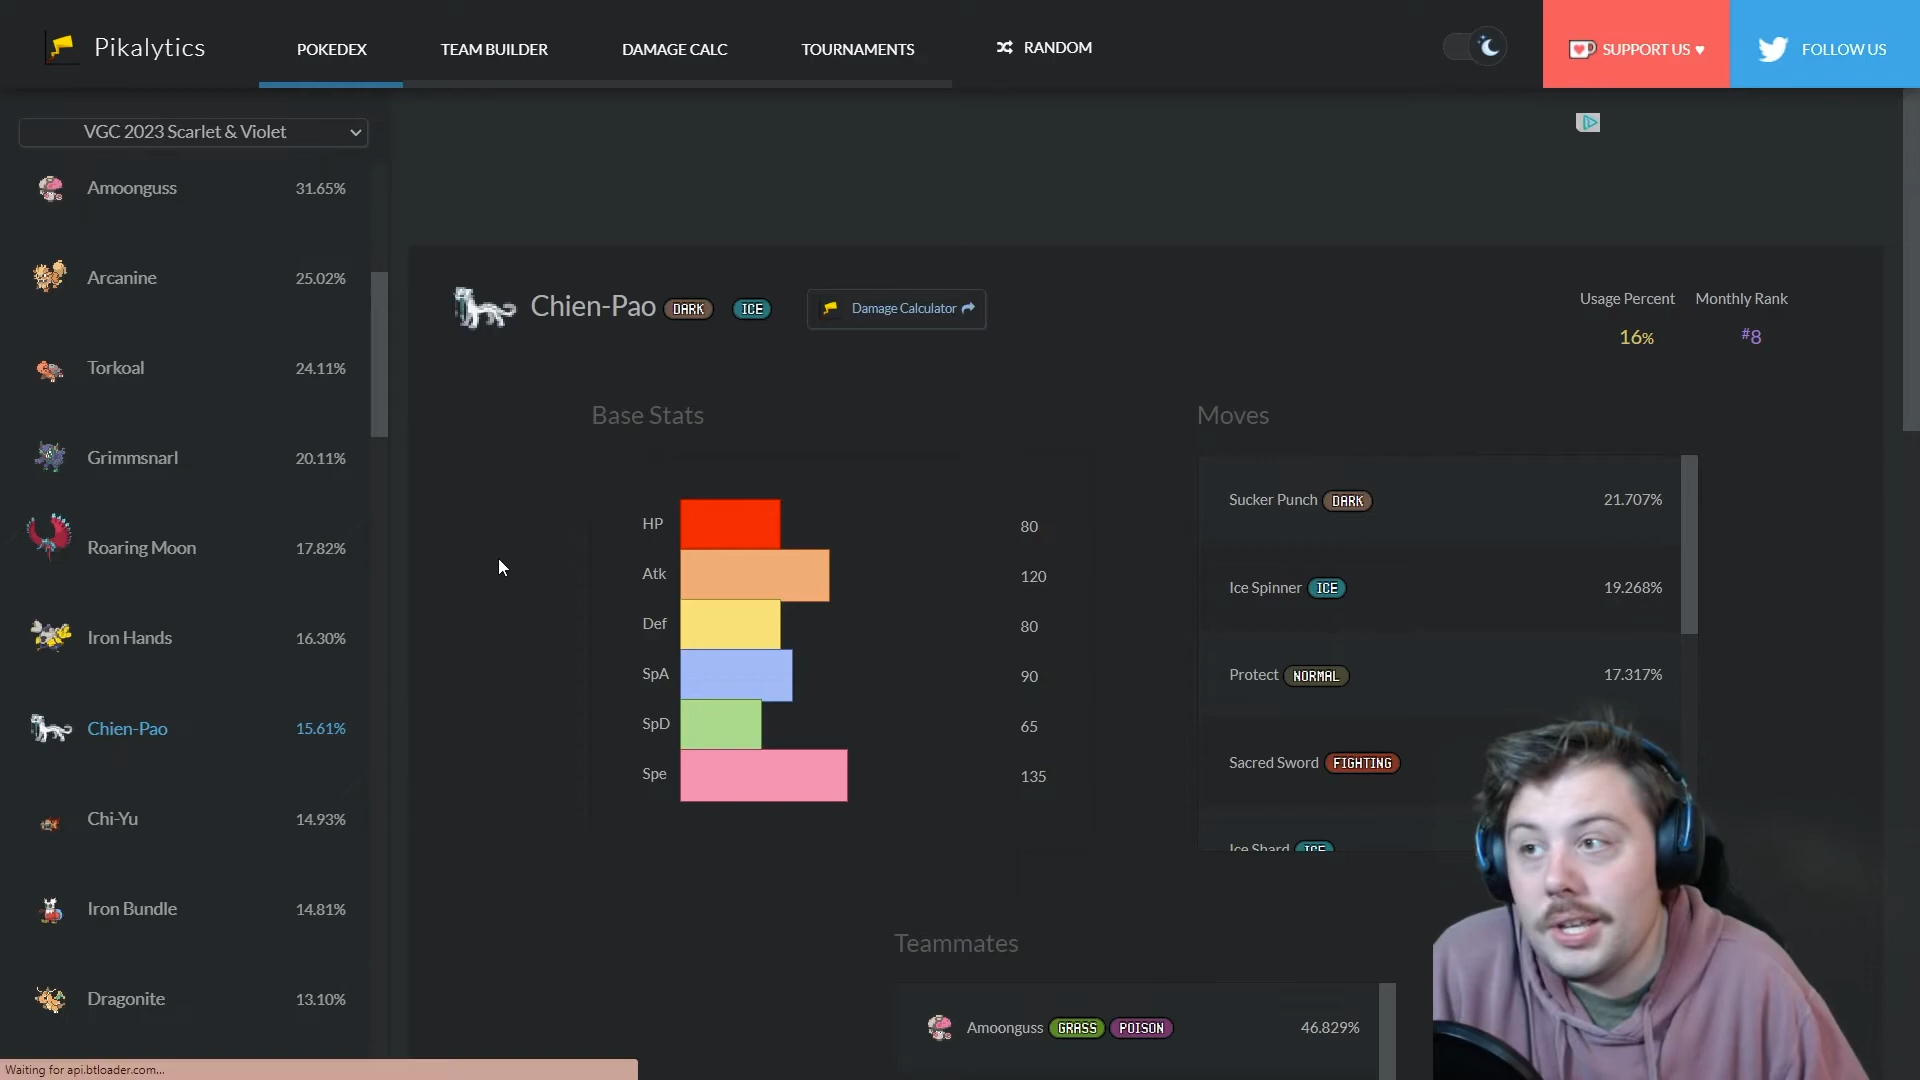 Pikalytics
POKEDEX
TEAM BUILDER
DAMAGE CALC
TOURNAMENTS
RANDOM
SUPPORT US ♥
FOLLOW US
VGC 2023 Scarlet & Violet
Amoonguss 31.65%
Arcanine 25.02%
Torkoal 24.11%
Grimmsnarl 20.11%
Roaring Moon 17.82%
Iron Hands 16.30%
Chien-Pao 15.61%
Chi-Yu 14.93%
Iron Bundle 14.81%
Dragonite 13.10%
Chien-Pao DARK ICE
Damage Calculator
Usage Percent Monthly Rank
16% #8
Base Stats
HP 80
Atk 120
Def 80
SpA 90
SpD 65
Spe 135
Moves
Sucker Punch DARK 21.707%
Ice Spinner ICE 19.268%
Protect NORMAL 17.317%
Sacred Sword FIGHTING
Ice Shard ICE
Teammates
Amoonguss GRASS POISON 46.829%
Waiting for api.btloader.com...